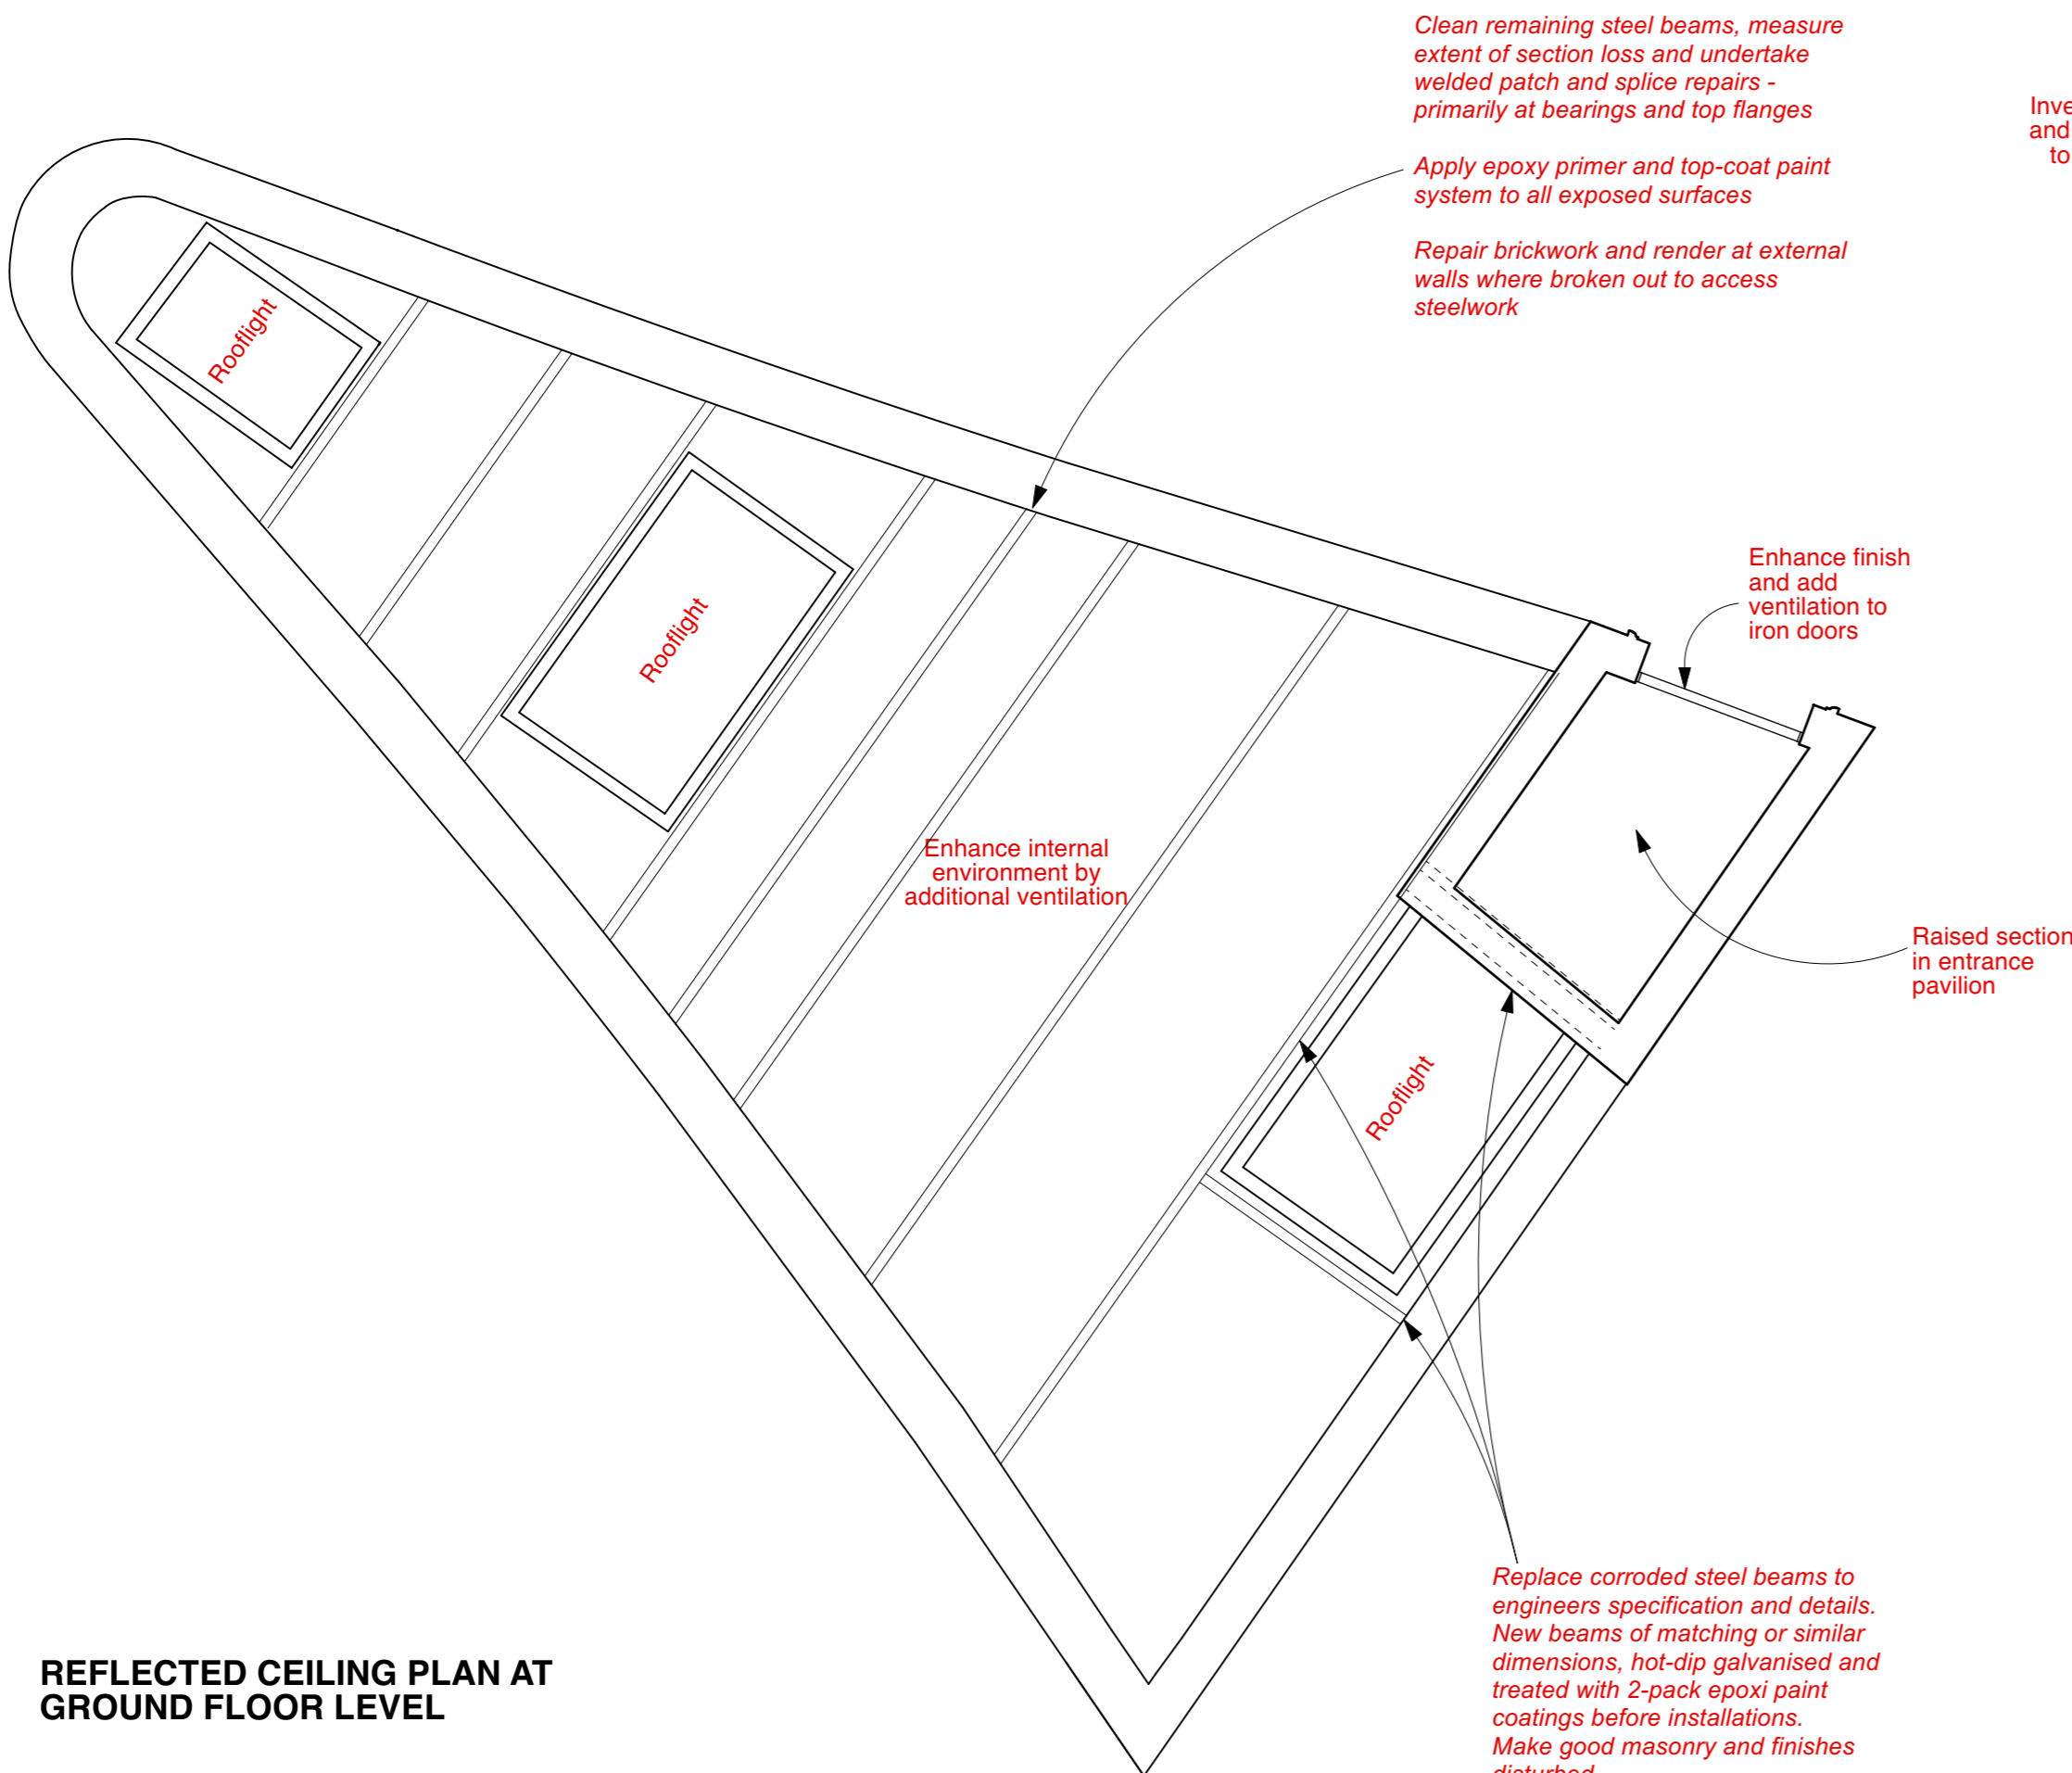 Clean remaining steel beams, measure
extent of section loss and undertake
welded patch and splice repairs -
primarily at bearings and top flanges
Apply epoxy primer and top-coat paint
system to all exposed surfaces
Repair brickwork and render at external
walls where broken out to access
steelwork
and
to
Rooflight
Rooflight
Enhance finish
and add
ventilation to
iron doors
Enhance internal
environment by
additional ventilation
Raised section
in entrance
pavilion
Rooflight
Replace corroded steel beams to
engineers specification and details.
New beams of matching or similar
dimensions, hot-dip galvanised and
treated with 2-pack epoxi paint
coatings before installations.
Make good masonry and finishes
disturbed
REFLECTED CEILING PLAN AT
GROUND FLOOR LEVEL